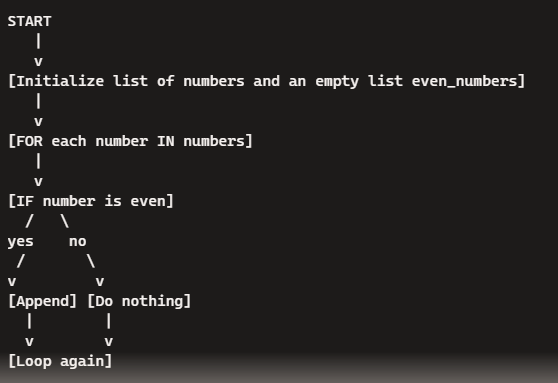 START
   |
   v
[Initialize list of numbers and an empty list even_numbers]
   |
   v
[FOR each number IN numbers]
   |
   v
[IF number is even]
  /   \
yes    no
 /       \
v         v
[Append] [Do nothing]
  |        |
  v        v
[Loop again]